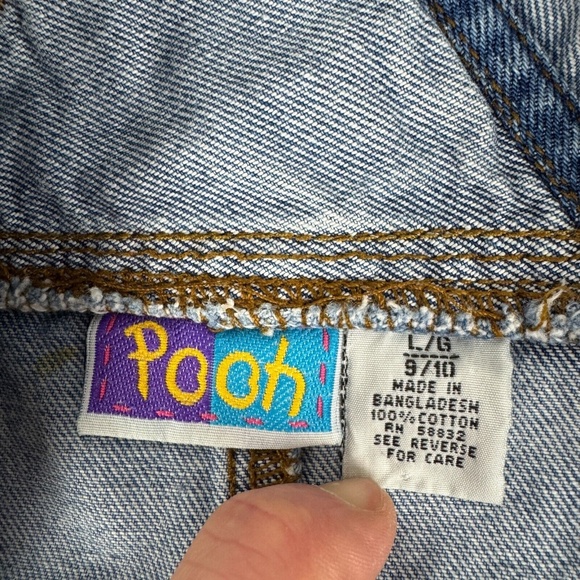 Pooh
L/G
9/10
MADE IN
BANGLADESH
100% COTTON
RN 58832
SEE REVERSE
FOR CARE